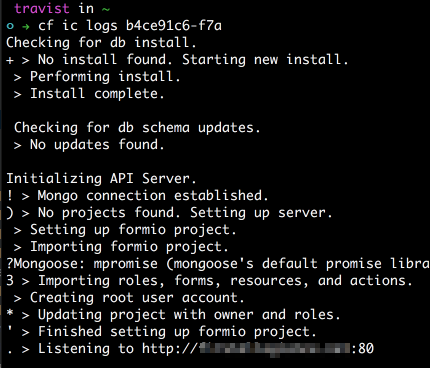 travist in ~
○ → cf ic logs b4ce91c6-f7a
Checking for db install.
+ > No install found. Starting new install.
 > Performing install.
 > Install complete.

 Checking for db schema updates.
 > No updates found.

Initializing API Server.
! > Mongo connection established.
) > No projects found. Setting up server.
 > Setting up formio project.
 > Importing formio project.
?Mongoose: mpromise (mongoose's default promise libra
3 > Importing roles, forms, resources, and actions.
 > Creating root user account.
* > Updating project with owner and roles.
' > Finished setting up formio project.
. > Listening to http:// :80